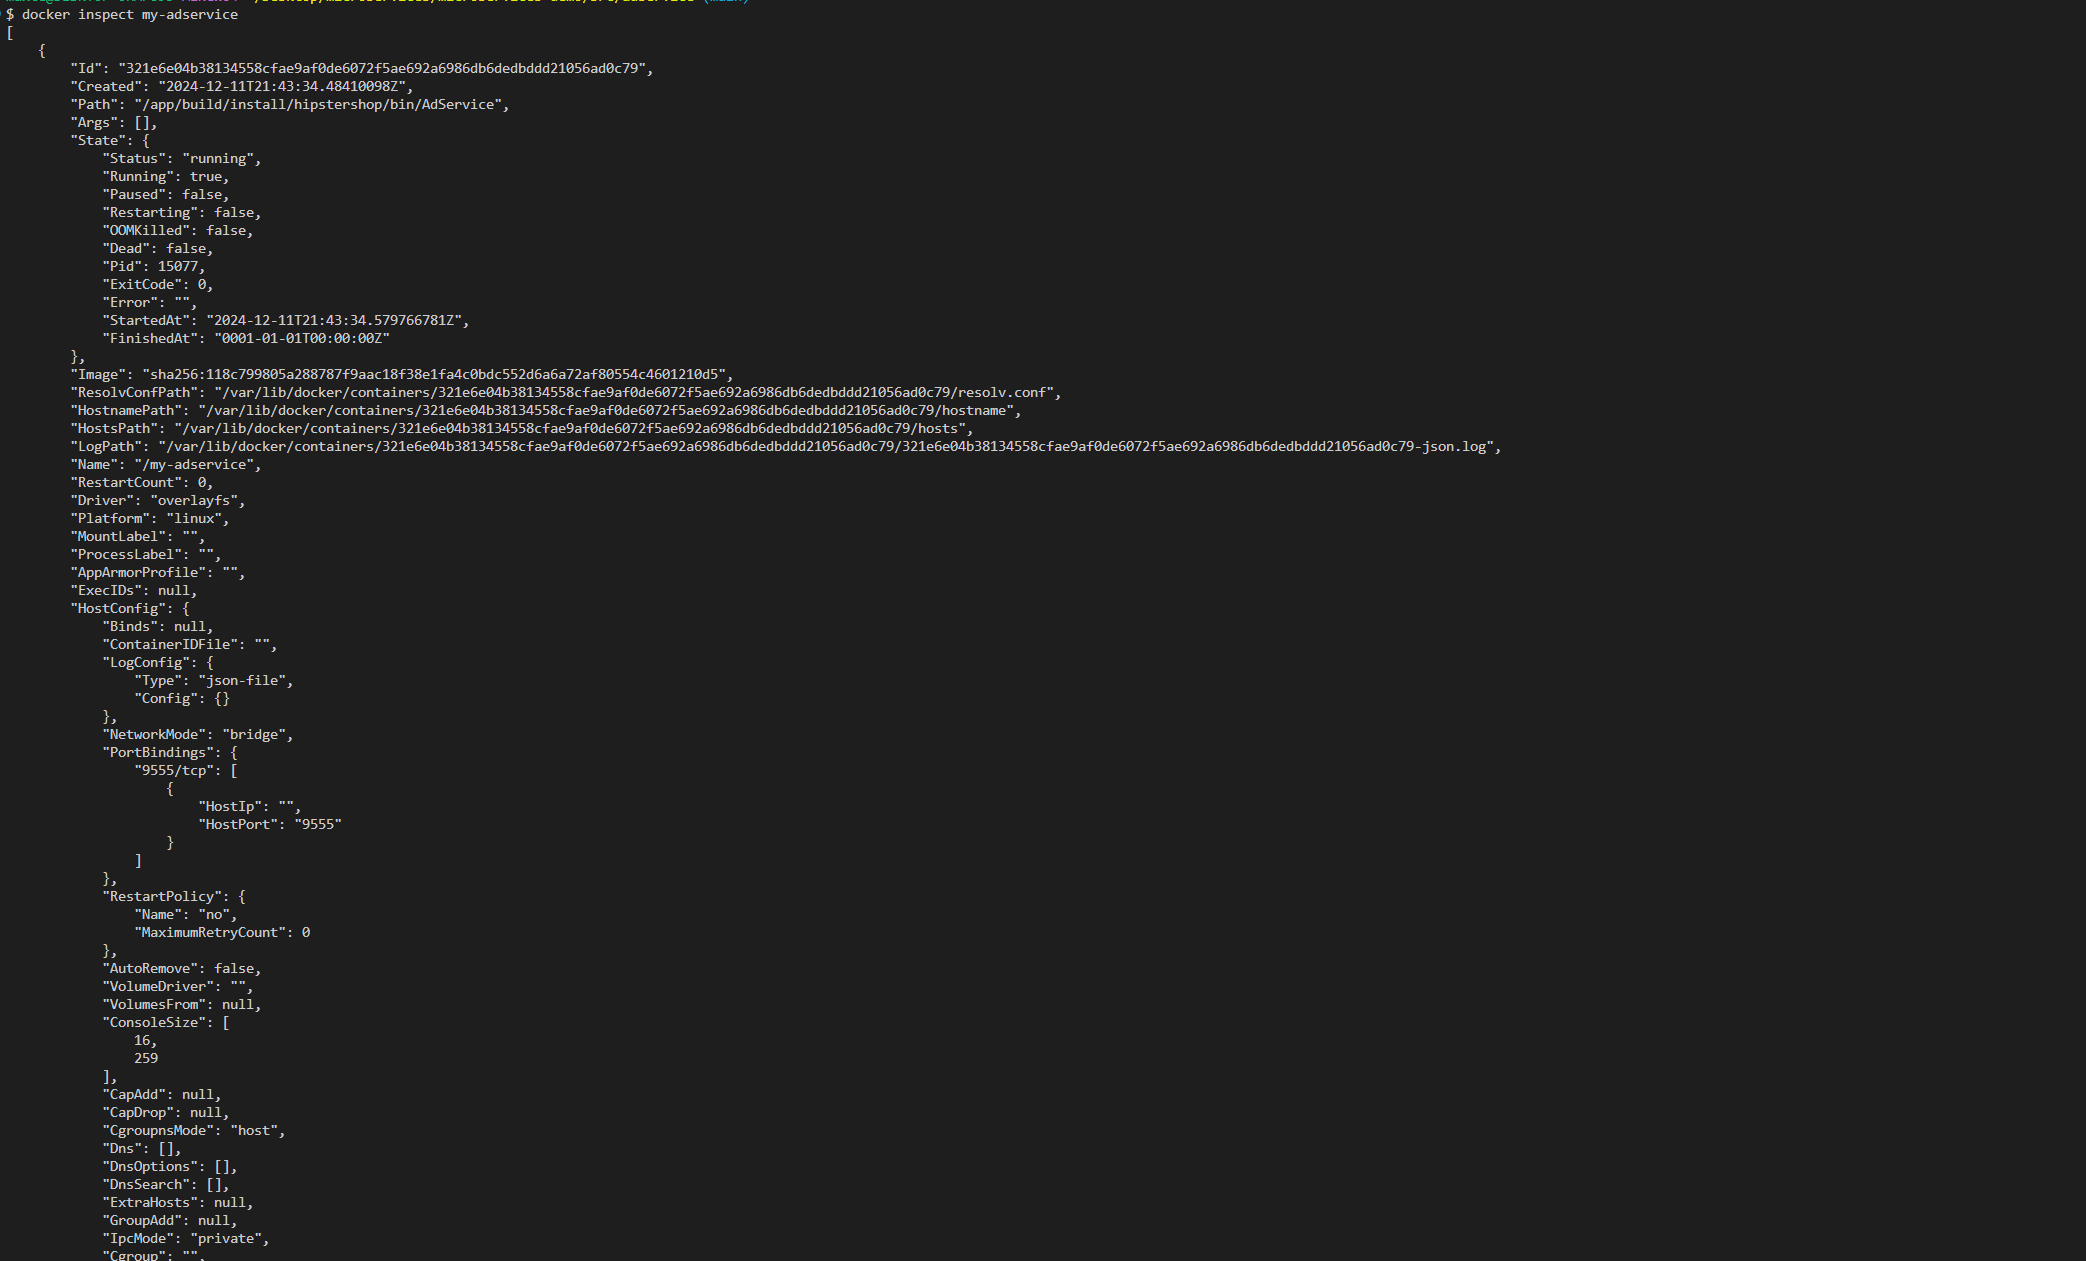 $ docker inspect my-adservice
[
    {
        "Id": "321e6e04b38134558cfae9af0de6072f5ae692a6986db6dedbddd21056ad0c79",
        "Created": "2024-12-11T21:43:34.48410098Z",
        "Path": "/app/build/install/hipstershop/bin/AdService",
        "Args": [],
        "State": {
            "Status": "running",
            "Running": true,
            "Paused": false,
            "Restarting": false,
            "OOMKilled": false,
            "Dead": false,
            "Pid": 15077,
            "ExitCode": 0,
            "Error": "",
            "StartedAt": "2024-12-11T21:43:34.579766781Z",
            "FinishedAt": "0001-01-01T00:00:00Z"
        },
        "Image": "sha256:118c799805a288787f9aac18f38e1fa4c0bdc552d6a6a72af80554c4601210d5",
        "ResolvConfPath": "/var/lib/docker/containers/321e6e04b38134558cfae9af0de6072f5ae692a6986db6dedbddd21056ad0c79/resolv.conf",
        "HostnamePath": "/var/lib/docker/containers/321e6e04b38134558cfae9af0de6072f5ae692a6986db6dedbddd21056ad0c79/hostname",
        "HostsPath": "/var/lib/docker/containers/321e6e04b38134558cfae9af0de6072f5ae692a6986db6dedbddd21056ad0c79/hosts",
        "LogPath": "/var/lib/docker/containers/321e6e04b38134558cfae9af0de6072f5ae692a6986db6dedbddd21056ad0c79/321e6e04b38134558cfae9af0de6072f5ae692a6986db6dedbddd21056ad0c79-json.log",
        "Name": "/my-adservice",
        "RestartCount": 0,
        "Driver": "overlayfs",
        "Platform": "linux",
        "MountLabel": "",
        "ProcessLabel": "",
        "AppArmorProfile": "",
        "ExecIDs": null,
        "HostConfig": {
            "Binds": null,
            "ContainerIDFile": "",
            "LogConfig": {
                "Type": "json-file",
                "Config": {}
            },
            "NetworkMode": "bridge",
            "PortBindings": {
                "9555/tcp": [
                    {
                        "HostIp": "",
                        "HostPort": "9555"
                    }
                ]
            },
            "RestartPolicy": {
                "Name": "no",
                "MaximumRetryCount": 0
            },
            "AutoRemove": false,
            "VolumeDriver": "",
            "VolumesFrom": null,
            "ConsoleSize": [
                16,
                259
            ],
            "CapAdd": null,
            "CapDrop": null,
            "CgroupnsMode": "host",
            "Dns": [],
            "DnsOptions": [],
            "DnsSearch": [],
            "ExtraHosts": null,
            "GroupAdd": null,
            "IpcMode": "private",
            "Cgroup": "",